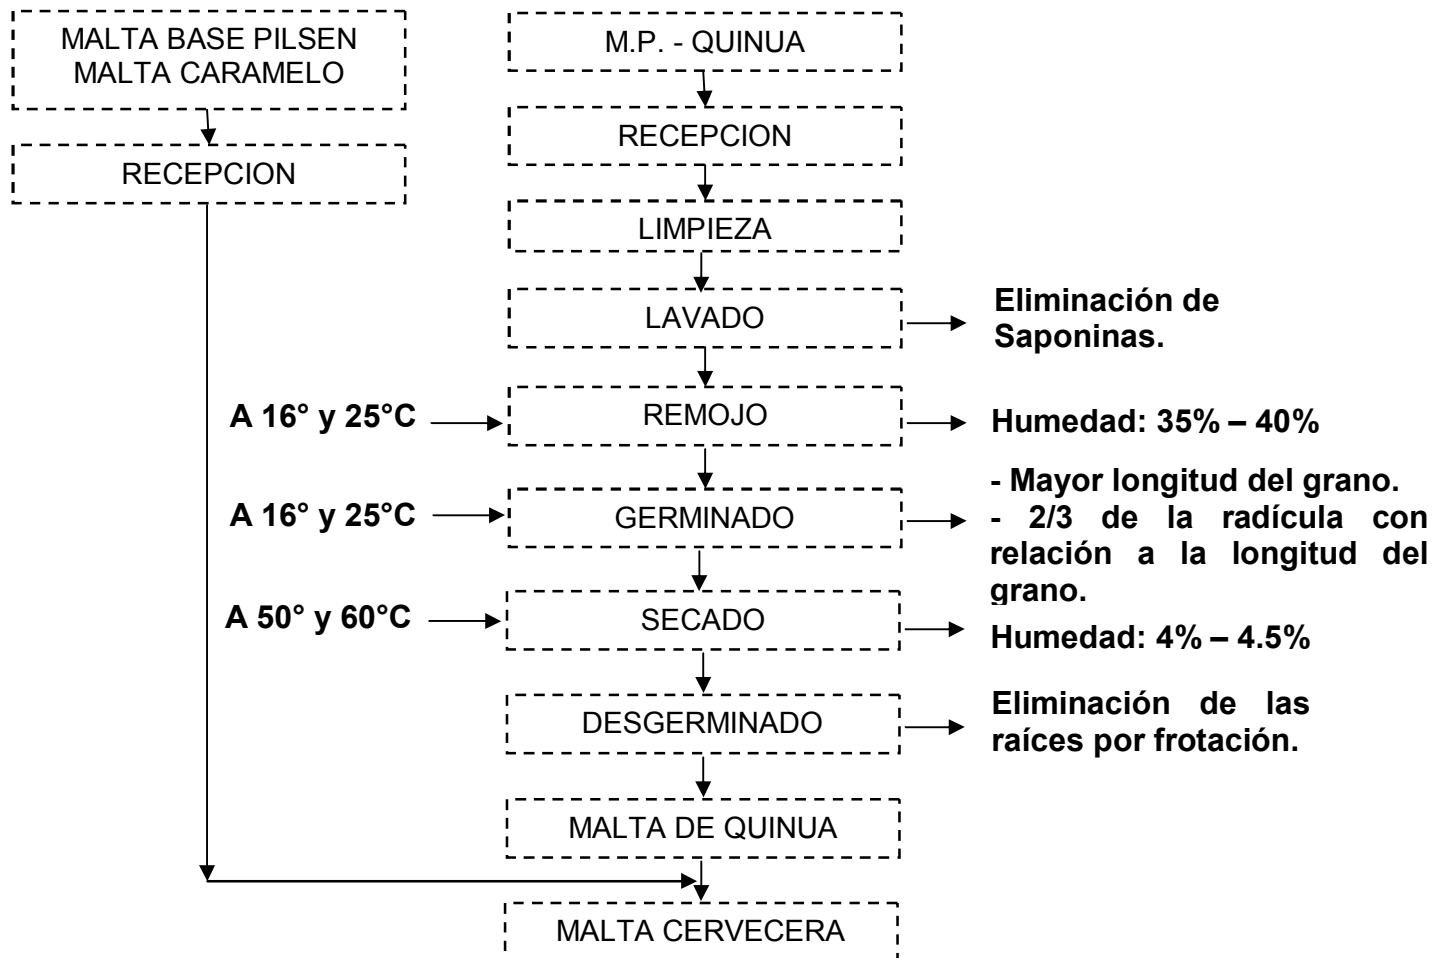 MALTA BASE PILSEN
MALTA CARAMELO
RECEPCION
M.P. - QUINUA
RECEPCION
LIMPIEZA
LAVADO
Eliminación de
Saponinas.
A 16° y 25°C
REMOJO
Humedad: 35% – 40%
A 16° y 25°C
GERMINADO
- Mayor longitud del grano.
- 2/3 de la radícula con
relación a la longitud del
grano.
A 50° y 60°C
SECADO
Humedad: 4% – 4.5%
DESGERMINADO
Eliminación de las
raíces por frotación.
MALTA DE QUINUA
MALTA CERVECERA